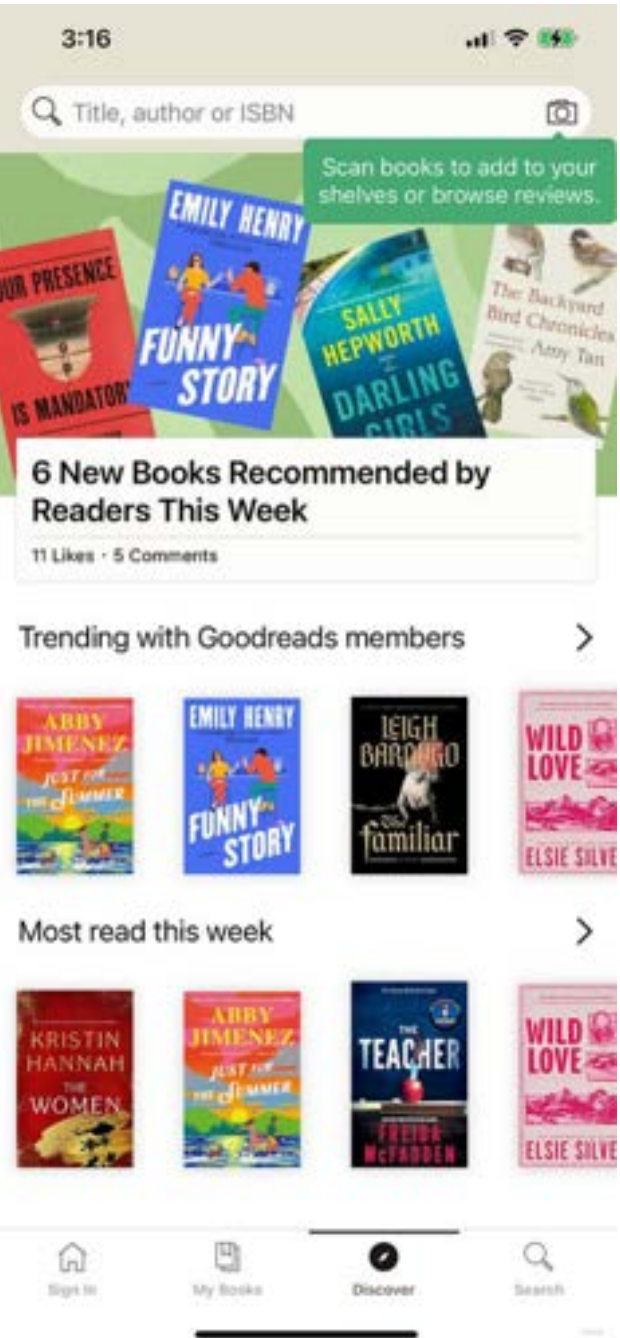 3:16
Title, author or ISBN
Scan books to add to your
shelves or browse reviews.
OUR PRESENCE
IS MANDATORY
EMILY HENRY
FUNNY
STORY
SALLY
HEPWORTH
DARLING
GIRLS
The Backyard
Bird Chronicles
Amy Tan
6 New Books Recommended by
Readers This Week
11 Likes · 5 Comments
Trending with Goodreads members
ABBY
JIMENEZ
JUST FOR
THE SUMMER
EMILY HENRY
FUNNY
STORY
LEIGH
BARDUGO
The
familiar
WILD
LOVE
ELSIE SILVE
Most read this week
KRISTIN
HANNAH
THE
WOMEN
ABBY
JIMENEZ
JUST FOR
THE SUMMER
THE
TEACHER
FREIDA
McFADDEN
WILD
LOVE
ELSIE SILVE
Sign In
My Books
Discover
Search